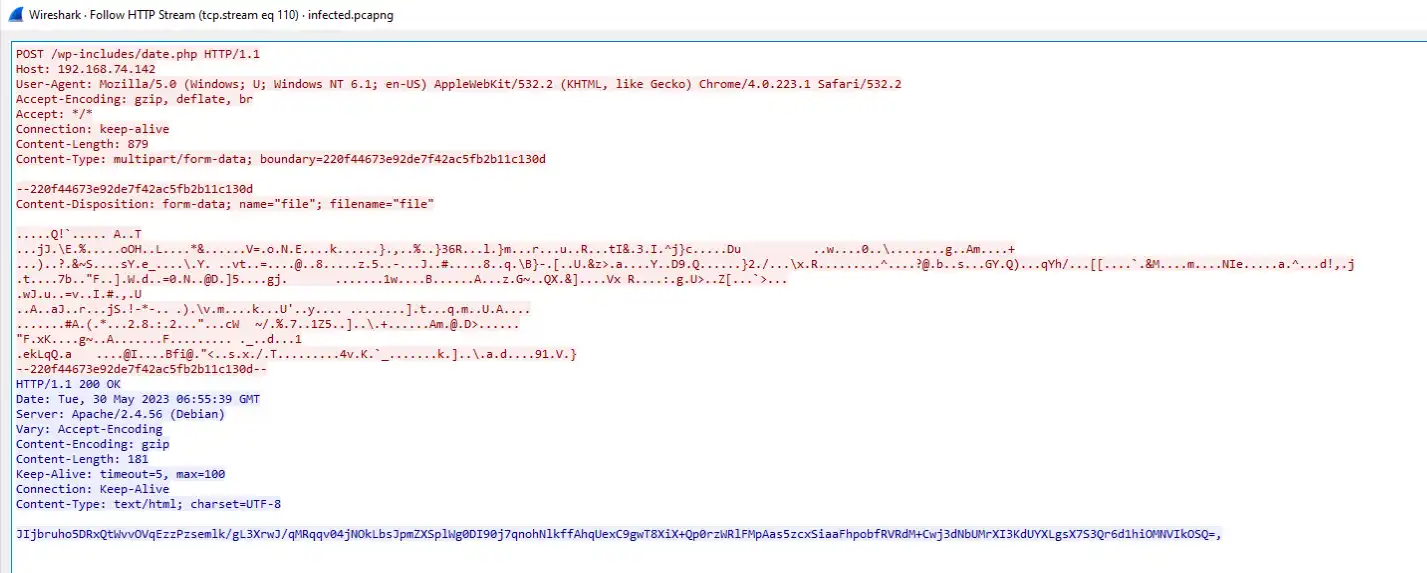 Wireshark · Follow HTTP Stream (tcp.stream eq 110) · infected.pcapng
POST /wp-includes/date.php HTTP/1.1
Host: 192.168.74.142
User-Agent: Mozilla/5.0 (Windows; U; Windows NT 6.1; en-US) AppleWebKit/532.2 (KHTML, like Gecko) Chrome/4.0.223.1 Safari/532.2
Accept-Encoding: gzip, deflate, br
Accept: */*
Connection: keep-alive
Content-Length: 879
Content-Type: multipart/form-data; boundary=220f44673e92de7f42ac5fb2b11c130d
--220f44673e92de7f42ac5fb2b11c130d
Content-Disposition: form-data; name="file"; filename="file"
.....Q!`..... A..T
...jJ.\E.%.....oOH..L....*&......V=.o.N.E....k......}.,..%..}36R...l.}m...r...u..R...tI&.3.I.^j}c.....Du ..w....0..\........g..Am....+
...)..?.&~S....sY.e_....\.Y. ..vt..=....@..8.....z.5..-...J..#.....8..q.\B}-.[..U.&z>.a....Y..D9.Q......}2./...\x.R.........^....?@.b..s...GY.Q)...qYh/...[[....`.&M....m....NIe.....a.^...d!,.j
.t....7b.."F..].W.d..=0.N..@D.]5....gj. .......1w....B......A...z.G~..QX.&]....Vx R....:.g.U>..Z[...`>...
.wJ.u..=v..I.#.,.U
..A..aJ..r...jS.!-*-.. .).\v.m....k...U'..y.... ........].t...q.m..U.A....
.......#A.(.*...2.8.:.2..."...cW ~/.%.7..1Z5..]..\.+......Am.@.D>......
"F.xK....g~..A.......F......... ._..d...1
.ekLqQ.a ....@I....Bfi@."<..s.x./.T.........4v.K.`_.......k.]..\.a.d....91.V.}
--220f44673e92de7f42ac5fb2b11c130d--
HTTP/1.1 200 OK
Date: Tue, 30 May 2023 06:55:39 GMT
Server: Apache/2.4.56 (Debian)
Vary: Accept-Encoding
Content-Encoding: gzip
Content-Length: 181
Keep-Alive: timeout=5, max=100
Connection: Keep-Alive
Content-Type: text/html; charset=UTF-8
JIjbruho5DRxQtWvvOVqEzzPzsemlk/gL3XrwJ/qMRqqv04jNOkLbsJpmZXSplWg0DI90j7qnohNlkffAhqUexC9gwT8XiX+Qp0rzWRlFMpAas5zcxSiaaFhpobfRVRdM+Cwj3dNbUMrXI3KdUYXLgsX7S3Qr6d1hiOMNVIkOSQ=,